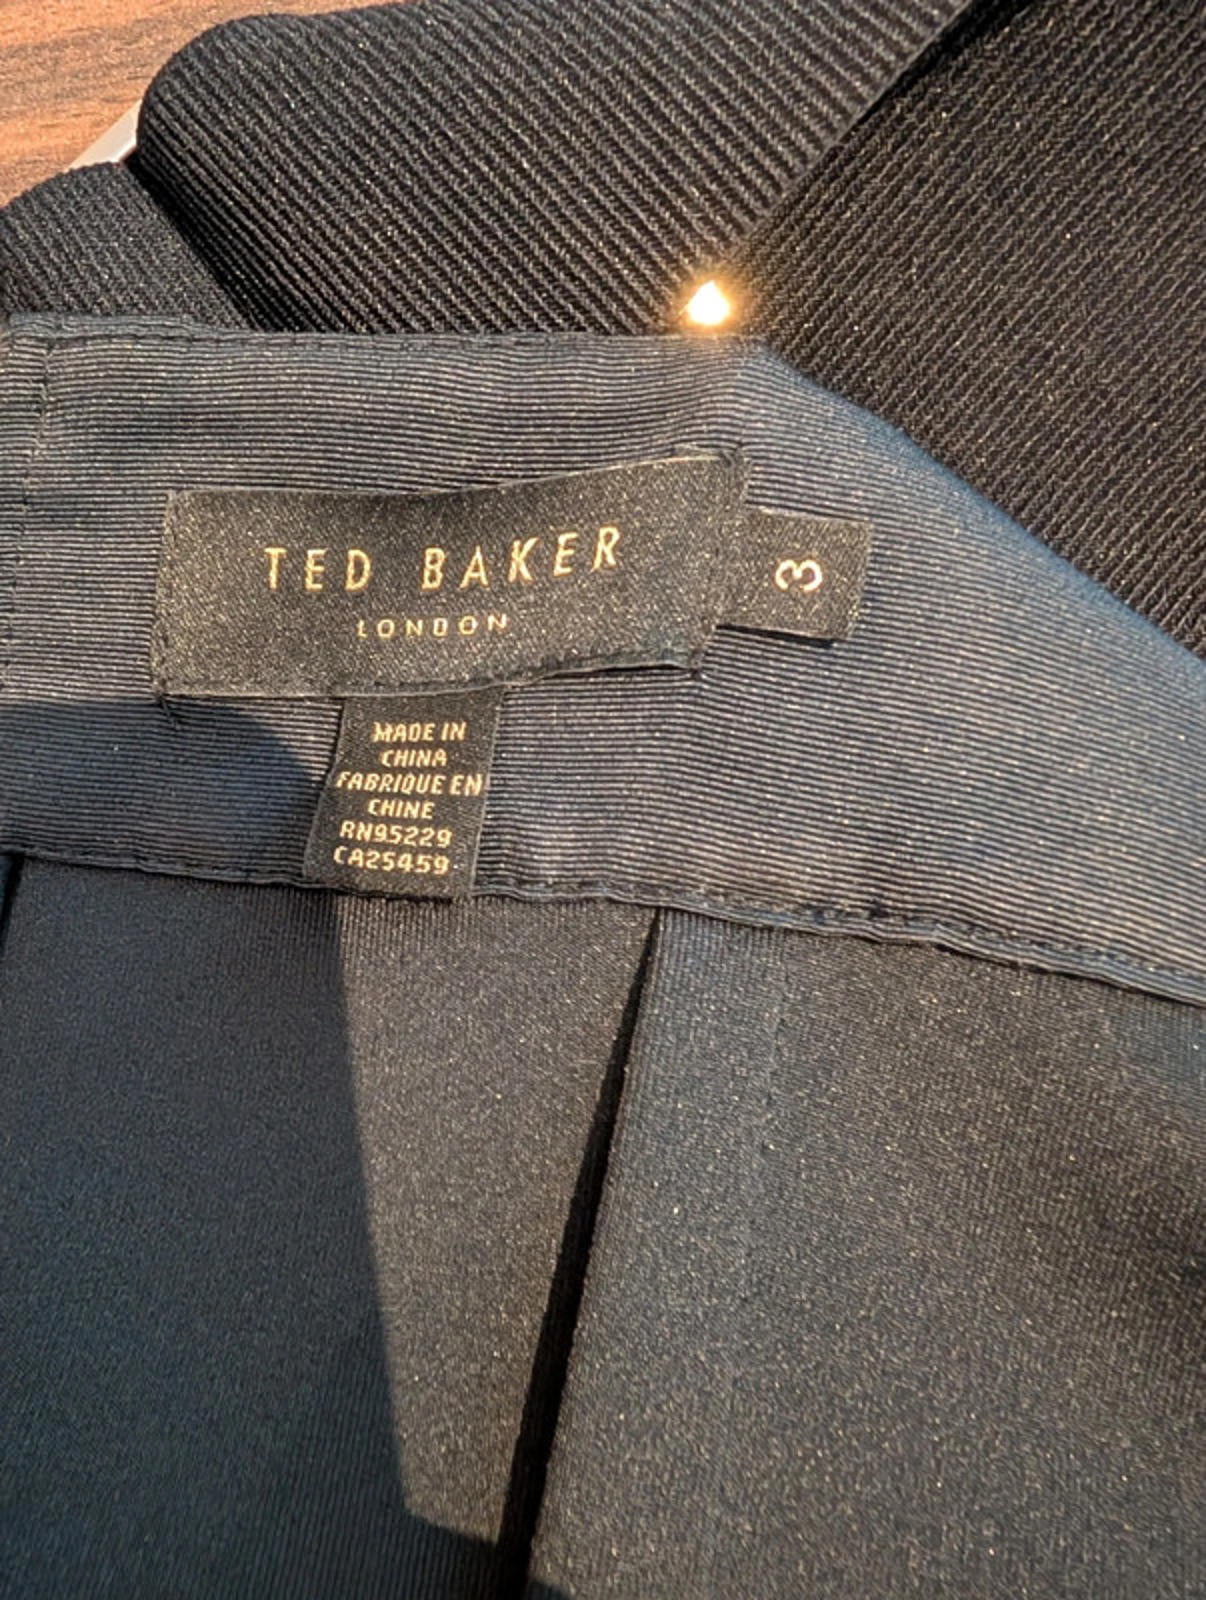 TED BAKER
LONDON
3
MADE IN
CHINA
FABRIQUE EN
CHINE
RN95229
CA25459